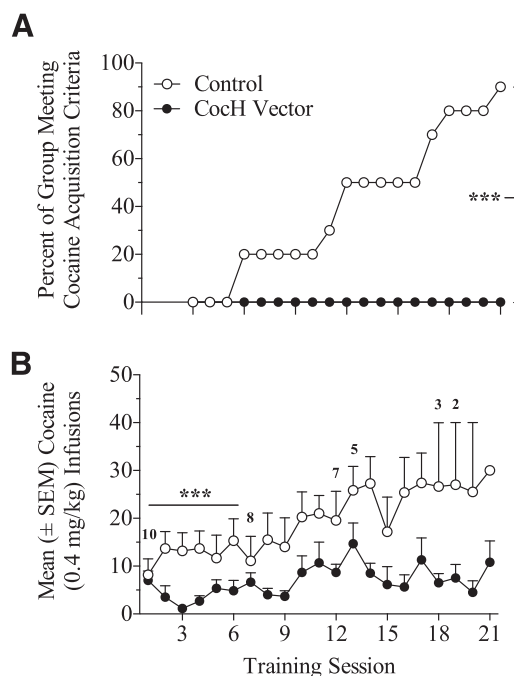 A
Percent of Group Meeting
Cocaine Acquisition Criteria
100
80
60
40
20
0
Control
CocH Vector
***
B
Mean (± SEM) Cocaine
(0.4 mg/kg) Infusions
50
40
30
20
10
0
10
***
8
7
5
3 2
3 6 9 12 15 18 21
Training Session